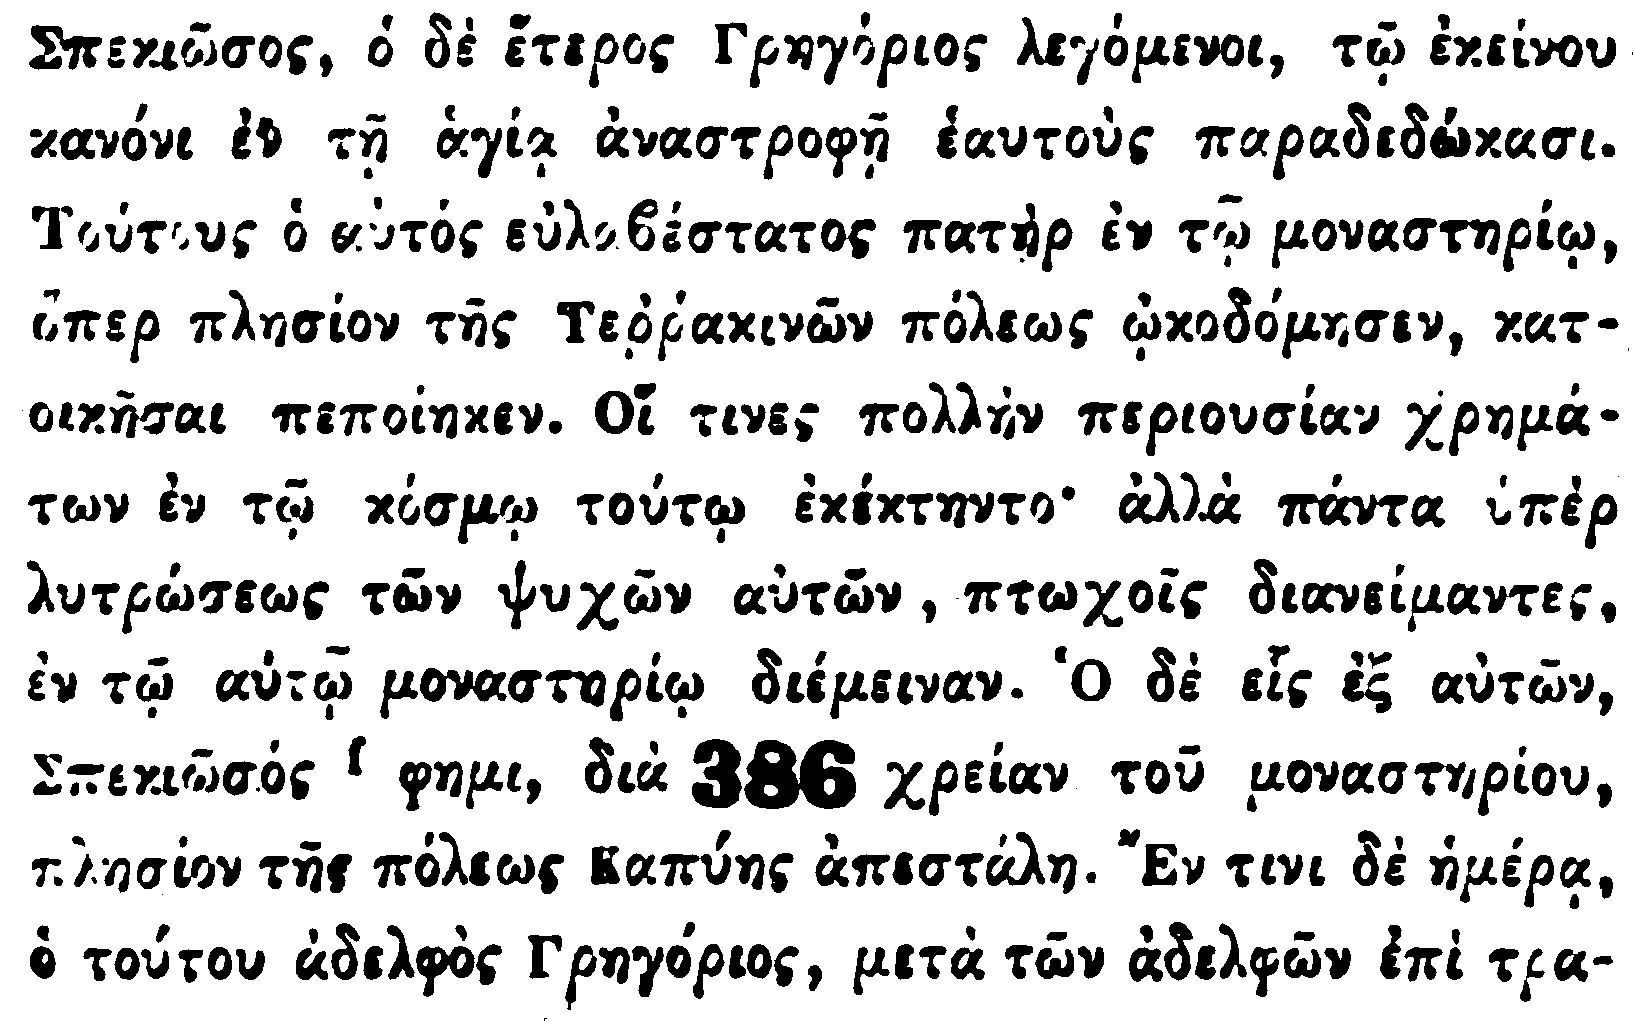 Σπεκιῶσος, ὁ δὲ ἕτερος Γρηγόριος λεγόμενοι, τῷ ἐκείνου
κανόνι ἐν τῇ ἁγίᾳ ἀναστροφῇ ἑαυτοὺς παραδεδώκασι.
Τούτους ὁ αὐτὸς εὐλαβέστατος πατὴρ ἐν τῷ μοναστηρίῳ,
ὅπερ πλησίον τῆς Τεῤῥακινῶν πόλεως ᾠκοδόμησεν, κατ-
οικῆσαι πεποίηκεν. Οἵ τινες πολλὴν περιουσίαν χρημά-
των ἐν τῷ κόσμῳ τούτῳ ἐκέκτηντο· ἀλλὰ πάντα ὑπὲρ
λυτρώσεως τῶν ψυχῶν αὐτῶν, πτωχοῖς διανείμαντες,
ἐν τῷ αὐτῷ μοναστηρίῳ διέμειναν. Ὁ δὲ εἷς ἐξ αὐτῶν,
Σπεκιῶσός φημι, διὰ 386 χρείαν τοῦ μοναστηρίου,
πλησίον τῆς πόλεως Καπύης ἀπεστάλη. Ἔν τινι δὲ ἡμέρᾳ,
ὁ τούτου ἀδελφὸς Γρηγόριος, μετὰ τῶν ἀδελφῶν ἐπὶ τρα-